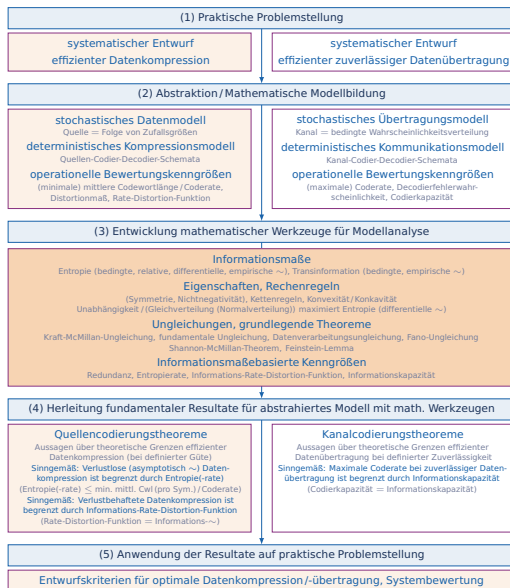 (1) Praktische Problemstellung
systematischer Entwurf
effizienter Datenkompression
systematischer Entwurf
effizienter zuverlässiger Datenübertragung
(2) Abstraktion/Mathematische Modellbildung
stochastisches Datenmodell
Quelle = Folge von Zufallsgrößen
deterministisches Kompressionsmodell
Quellen-Codier-Decodier-Schemata
operationelle Bewertungskenngrößen
(minimale) mittlere Codewortlänge/Coderate,
Distortionmaß, Rate-Distortion-Funktion
stochastisches Übertragungsmodell
Kanal = bedingte Wahrscheinlichkeitsverteilung
deterministisches Kommunikationsmodell
Kanal-Codier-Decodier-Schemata
operationelle Bewertungskenngrößen
(maximale) Coderate, Decodierfehlerwahr-
scheinlichkeit, Codierkapazität
(3) Entwicklung mathematischer Werkzeuge für Modellanalyse
Informationsmaße
Entropie (bedingte, relative, differentielle, empirische ∼), Transinformation (bedingte, empirische ∼)
Eigenschaften, Rechenregeln
(Symmetrie, Nichtnegativität), Kettenregeln, Konvexität/Konkavität
Unabhängigkeit/(Gleichverteilung (Normalverteilung)) maximiert Entropie (differentielle ∼)
Ungleichungen, grundlegende Theoreme
Kraft-McMillan-Ungleichung, fundamentale Ungleichung, Datenverarbeitungsungleichung, Fano-Ungleichung
Shannon-McMillan-Theorem, Feinstein-Lemma
Informationsmaßebasierte Kenngrößen
Redundanz, Entropierate, Informations-Rate-Distortion-Funktion, Informationskapazität
(4) Herleitung fundamentaler Resultate für abstrahiertes Modell mit math. Werkzeugen
Quellencodierungstheoreme
Aussagen über theoretische Grenzen effizienter
Datenkompression (bei definierter Güte)
Sinngemäß: Verlustlose (asymptotisch ∼) Daten-
kompression ist begrenzt durch Entropie(-rate)
(Entropie(-rate) ≤ min. mittl. Cwl (pro Sym.)/Coderate)
Sinngemäß: Verlustbehaftete Datenkompression ist
begrenzt durch Informations-Rate-Distortion-Funktion
(Rate-Distortion-Funktion = Informations-∼)
Kanalcodierungstheoreme
Aussagen über theoretische Grenzen effizienter
Datenübertragung bei definierter Zuverlässigkeit
Sinngemäß: Maximale Coderate bei zuverlässiger Daten-
übertragung ist begrenzt durch Informationskapazität
(Codierkapazität = Informationskapazität)
(5) Anwendung der Resultate auf praktische Problemstellung
Entwurfskriterien für optimale Datenkompression/-übertragung, Systembewertung